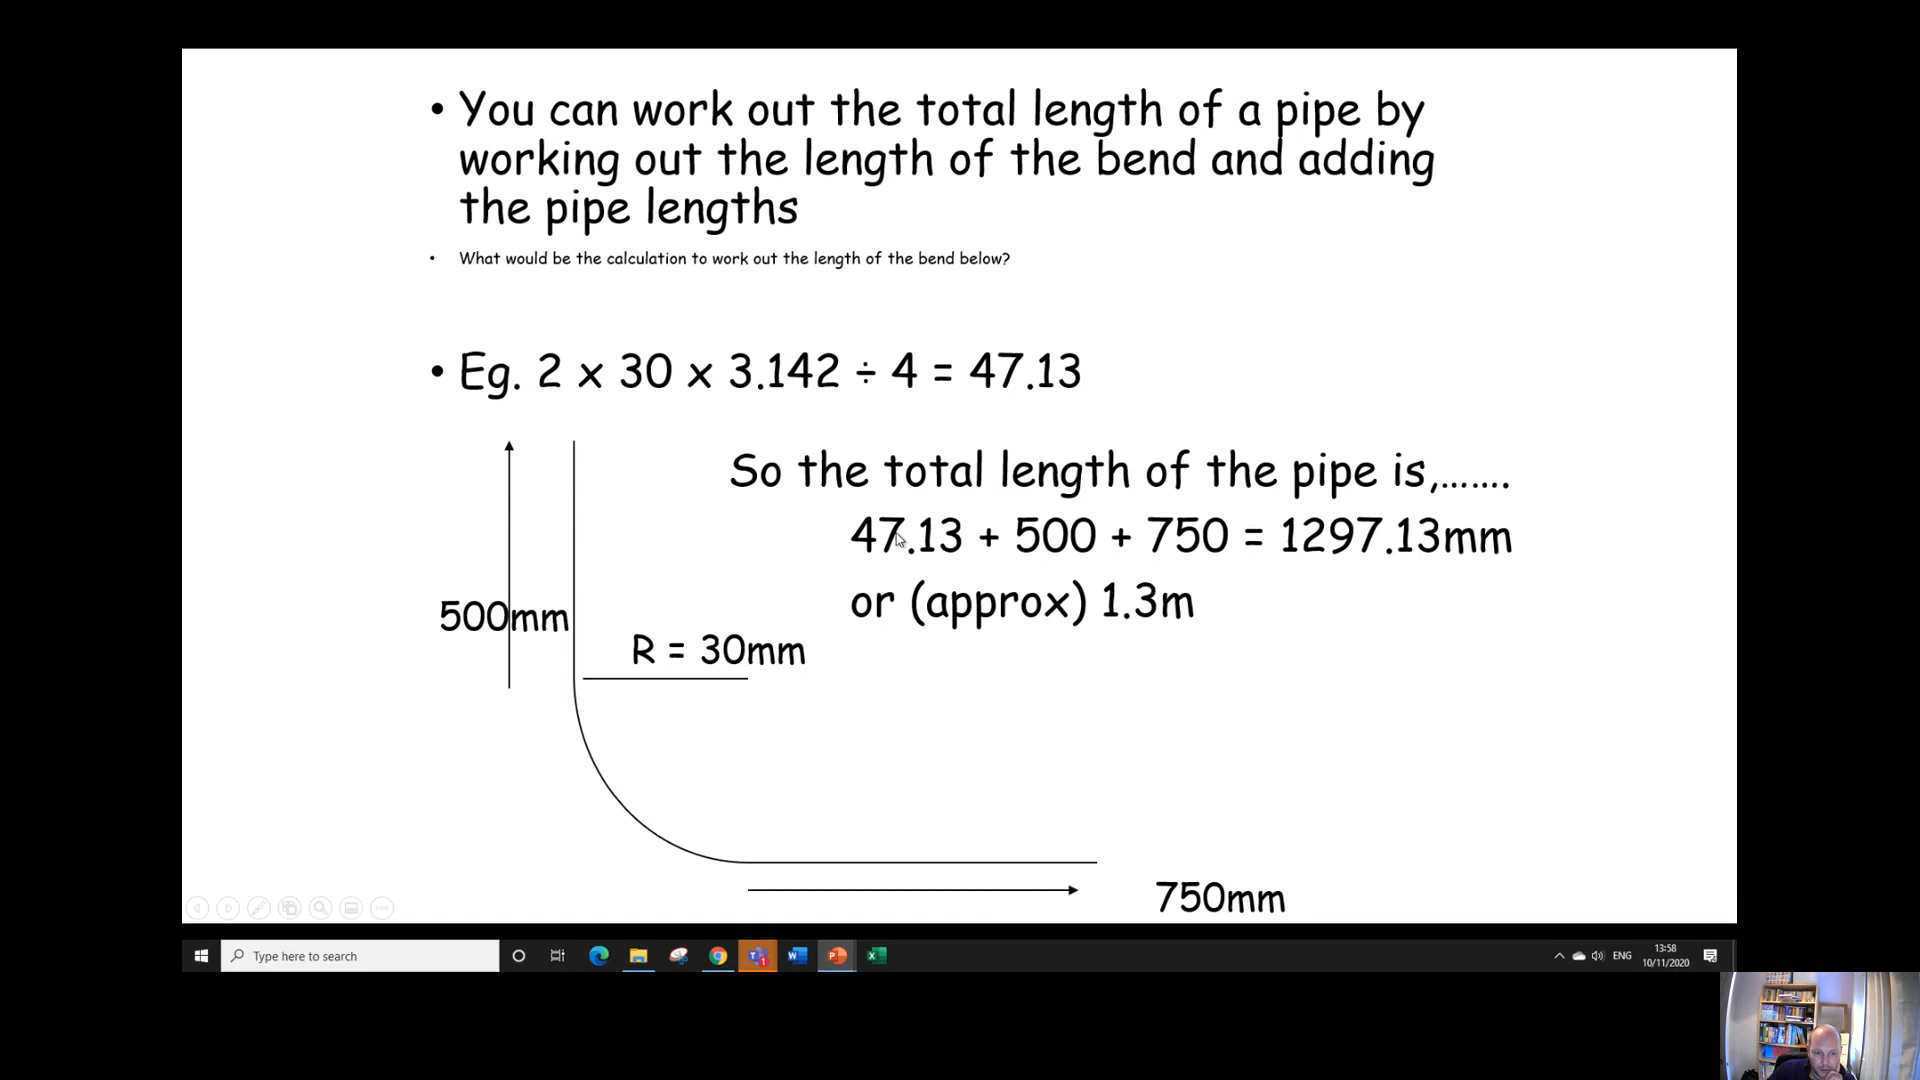 • You can work out the total length of a pipe by
working out the length of the bend and adding
the pipe lengths
• What would be the calculation to work out the length of the bend below?
• Eg. 2 x 30 x 3.142 ÷ 4 = 47.13
So the total length of the pipe is,.......
47.13 + 500 + 750 = 1297.13mm
or (approx) 1.3m
500mm
R = 30mm
750mm
Type here to search
ENG
13:58
10/11/2020